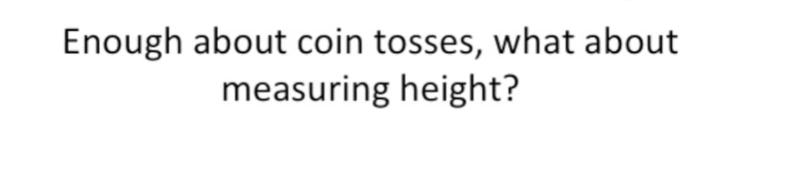 Enough about coin tosses, what about
measuring height?